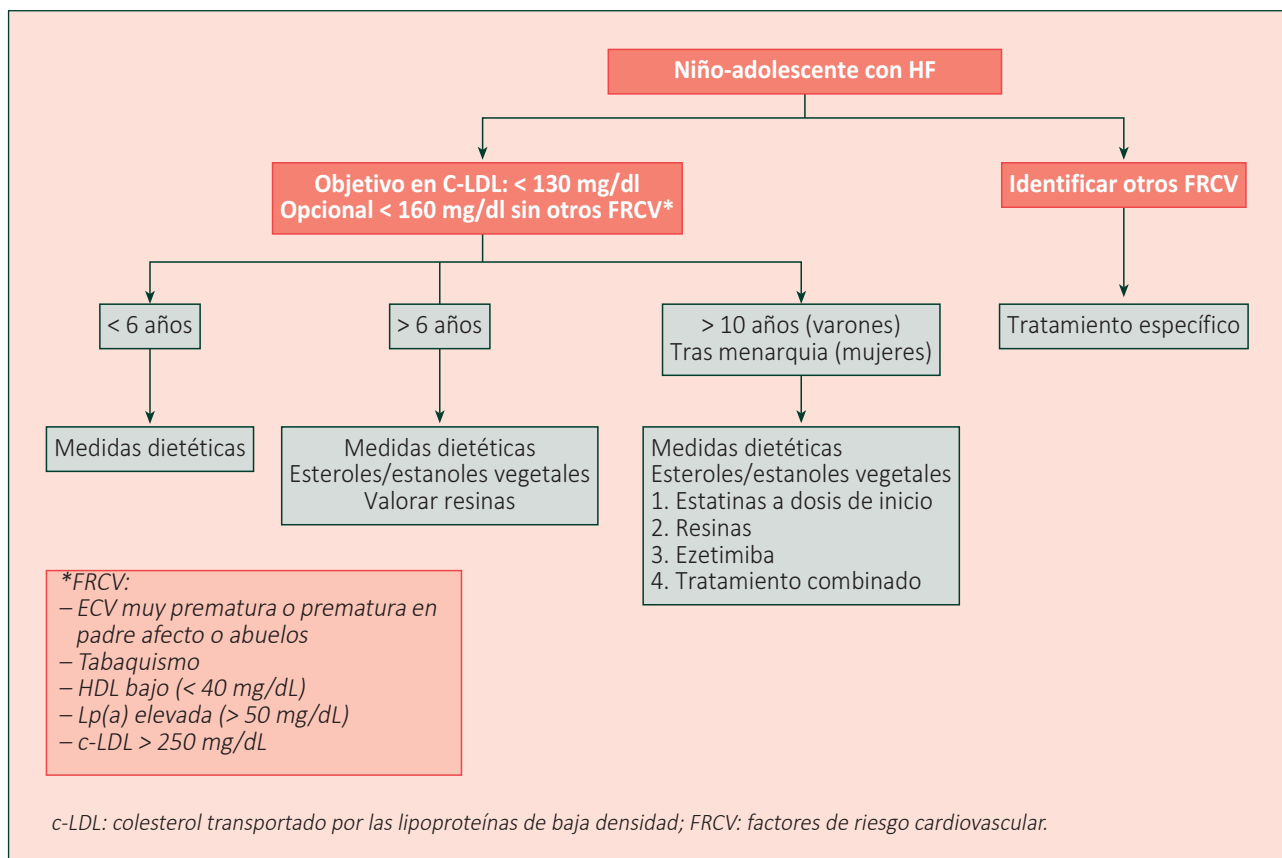 Niño-adolescente con HF
Objetivo en C-LDL: < 130 mg/dl
Opcional < 160 mg/dl sin otros FRCV*
Identificar otros FRCV
< 6 años
> 6 años
> 10 años (varones)
Tras menarquia (mujeres)
Tratamiento específico
Medidas dietéticas
Medidas dietéticas
Esteroles/estanoles vegetales
Valorar resinas
Medidas dietéticas
Esteroles/estanoles vegetales
1. Estatinas a dosis de inicio
2. Resinas
3. Ezetimiba
4. Tratamiento combinado
*FRCV:
– ECV muy prematura o prematura en
padre afecto o abuelos
– Tabaquismo
– HDL bajo (< 40 mg/dL)
– Lp(a) elevada (> 50 mg/dL)
– c-LDL > 250 mg/dL
c-LDL: colesterol transportado por las lipoproteínas de baja densidad; FRCV: factores de riesgo cardiovascular.